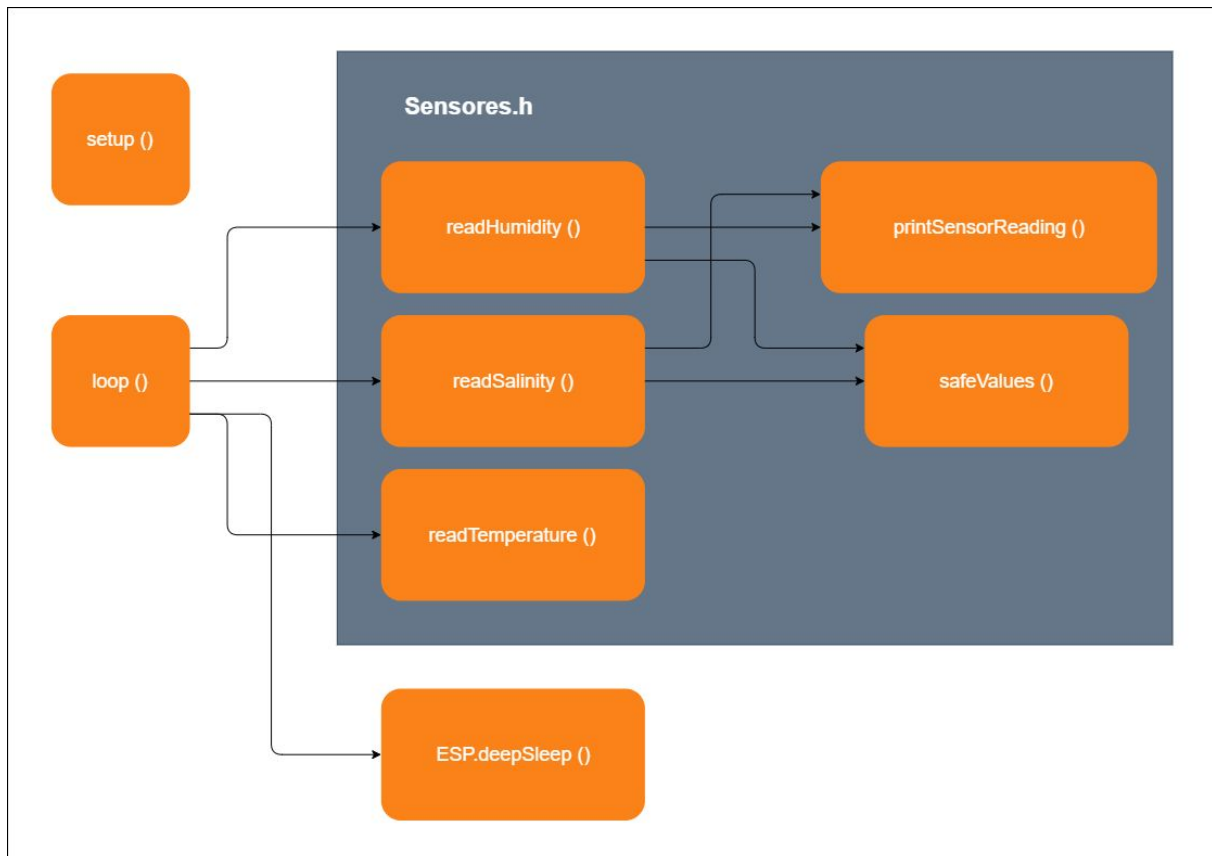 Sensores.h
setup ()
readHumidity ()
printSensorReading ()
loop ()
readSalinity ()
safeValues ()
readTemperature ()
ESP.deepSleep ()